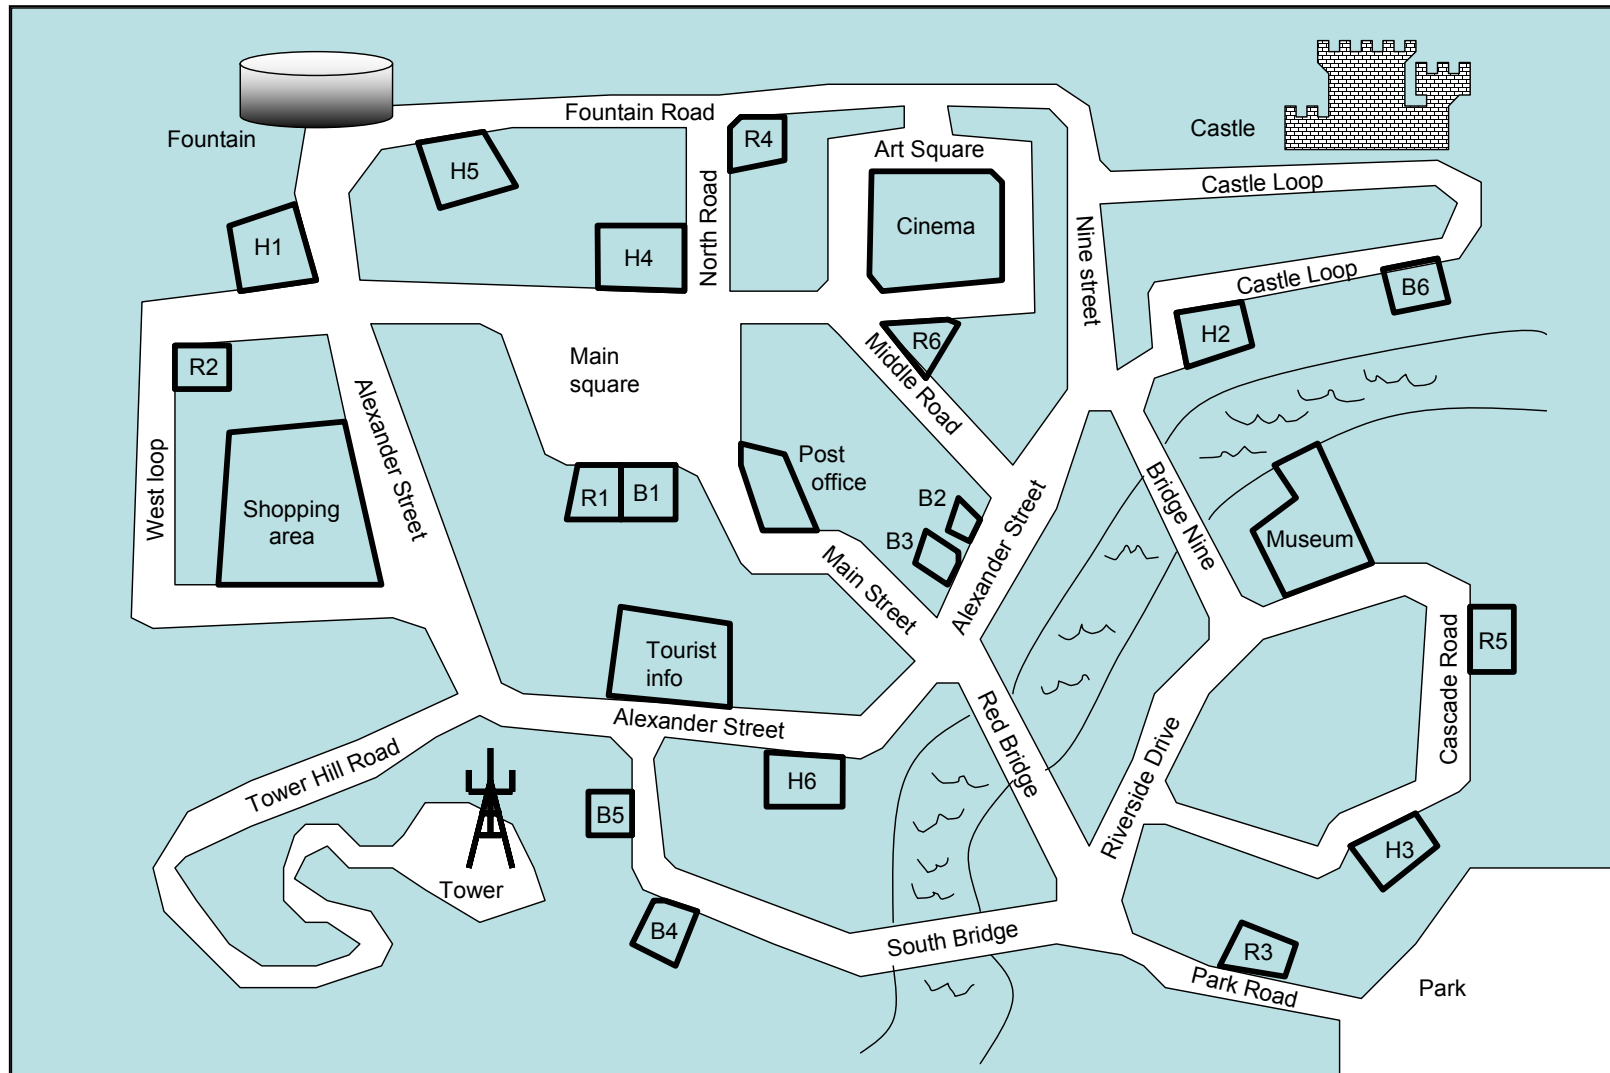 Fountain Road
Fountain
R4
Castle
Art Square
H5
Castle Loop
Cinema
North Road
Nine street
H1
H4
Castle Loop
B6
R6
H2
R2
Main
square
Middle Road
Alexander Street
Post
office
West loop
R1
B1
B2
Shopping
area
B3
Alexander Street
Bridge Nine
Museum
Main Street
Tourist
info
R5
Cascade Road
Alexander Street
Red Bridge
Tower Hill Road
H6
Riverside Drive
B5
H3
Tower
B4
South Bridge
R3
Park Road
Park